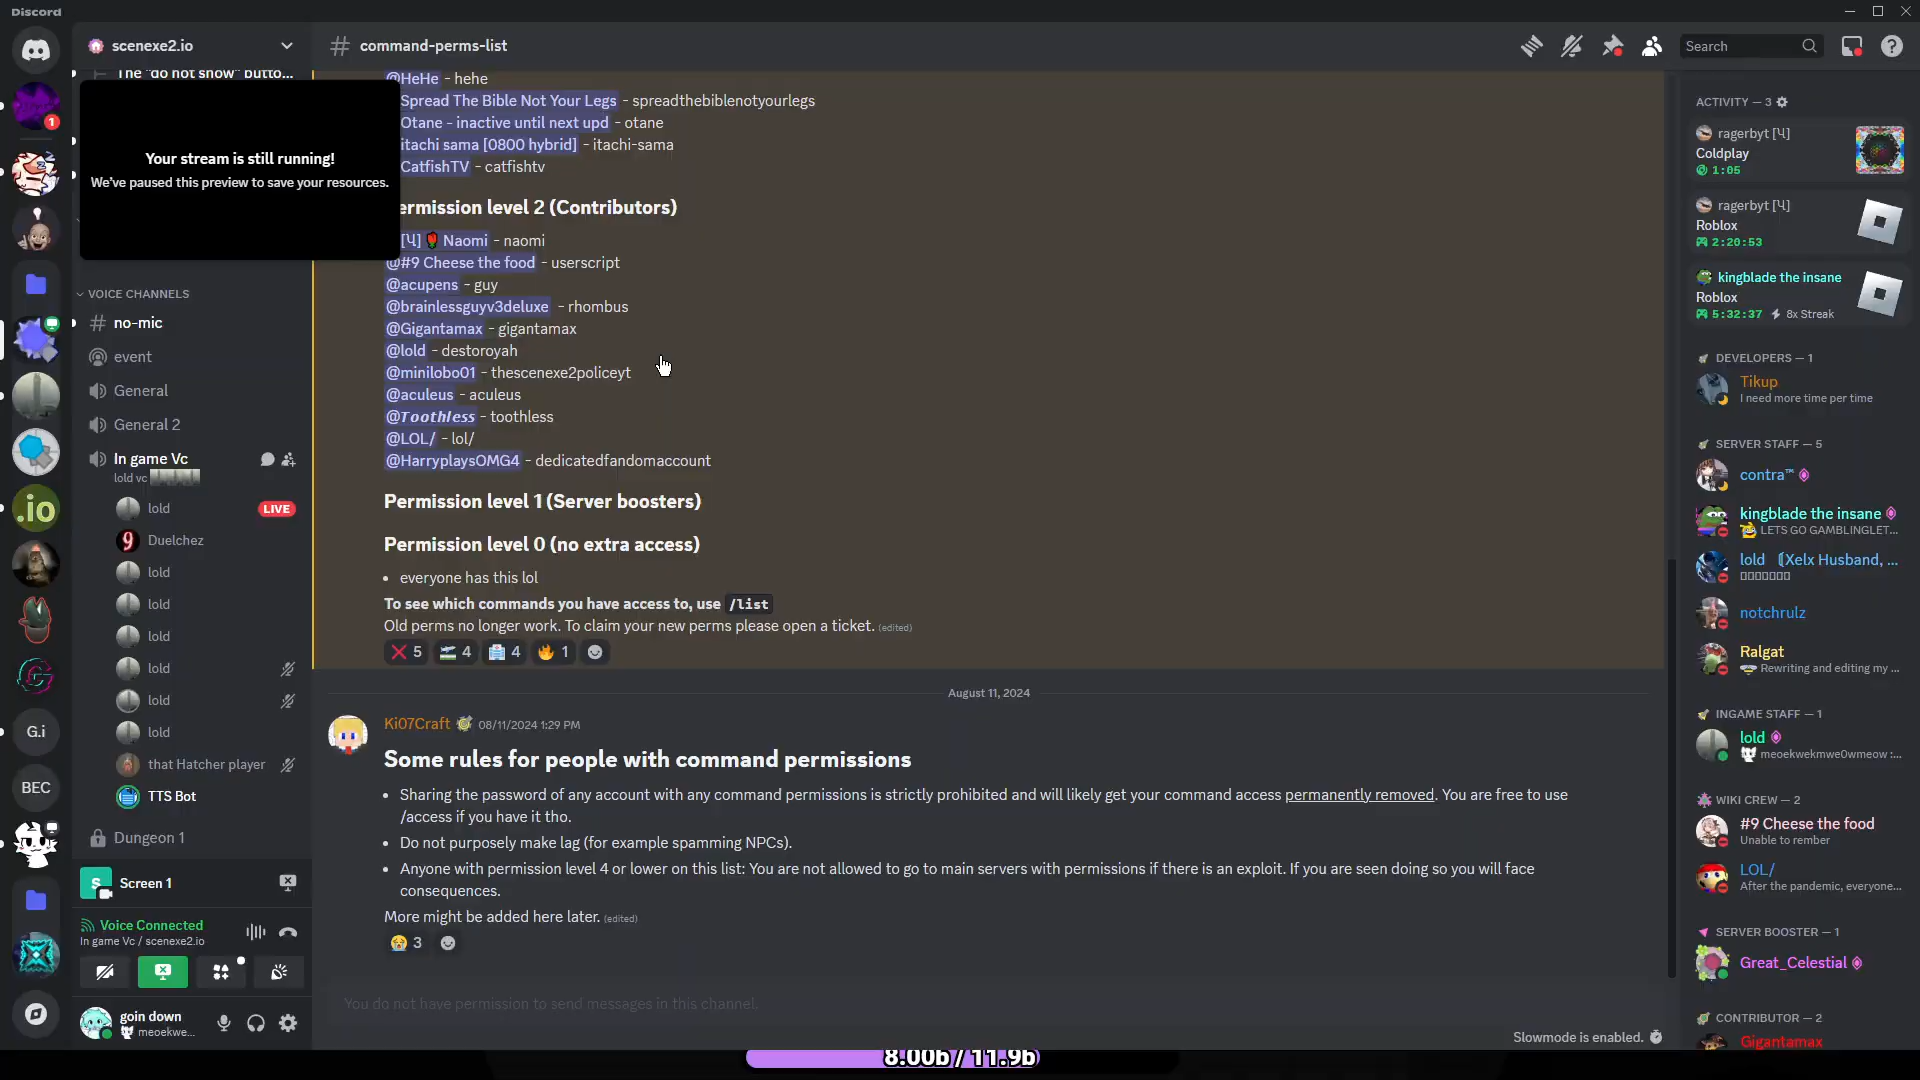 Discord
scenexe2.io
The "do not show" butto...
Your stream is still running!
We've paused this preview to save your resources.
VOICE CHANNELS
no-mic
event
General
General 2
In game Vc
lold vc
lold
LIVE
Duelchez
lold
lold
lold
lold
lold
lold
that Hatcher player
TTS Bot
Dungeon 1
Screen 1
Voice Connected
In game Vc / scenexe2.io
goin down
meoekwe...
1
.io
G.i
BEC
command-perms-list
Search
@HeHe - hehe
Spread The Bible Not Your Legs - spreadthebiblenotyourlegs
Otane - inactive until next upd - otane
itachi sama [0800 hybrid] - itachi-sama
CatfishTV - catfishtv
ermission level 2 (Contributors)
[Ч]🌹 Naomi - naomi
@#9 Cheese the food - userscript
@acupens - guy
@brainlessguyv3deluxe - rhombus
@Gigantamax - gigantamax
@lold - destoroyah
@minilobo01 - thescenexe2policeyt
@aculeus - aculeus
@Toothless - toothless
@LOL/ - lol/
@HarryplaysOMG4 - dedicatedfandomaccount
Permission level 1 (Server boosters)
Permission level 0 (no extra access)
• everyone has this lol
To see which commands you have access to, use /list
Old perms no longer work. To claim your new perms please open a ticket. (edited)
❌ 5 🛫 4 🏥 4 🔥 1
August 11, 2024
Ki07Craft 08/11/2024 1:29 PM
Some rules for people with command permissions
• Sharing the password of any account with any command permissions is strictly prohibited and will likely get your command access permanently removed. You are free to use
/access if you have it tho.
• Do not purposely make lag (for example spamming NPCs).
• Anyone with permission level 4 or lower on this list: You are not allowed to go to main servers with permissions if there is an exploit. If you are seen doing so you will face
consequences.
More might be added here later. (edited)
😭 3
You do not have permission to send messages in this channel.
Slowmode is enabled.
8.00b / 11.9b
ACTIVITY — 3
ragerbyt [Ч]
Coldplay
1:05
ragerbyt [Ч]
Roblox
2:20:53
kingblade the insane
Roblox
5:32:37 8x Streak
DEVELOPERS — 1
Tikup
I need more time per time
SERVER STAFF — 5
contra™
kingblade the insane
LETS GO GAMBLINGLET...
lold [Xelx Husband, ...
notchrulz
Ralgat
Rewriting and editing my ...
INGAME STAFF — 1
lold
meoekwekmwe0wmeow :...
WIKI CREW — 2
#9 Cheese the food
Unable to rember
LOL/
After the pandemic, everyone...
SERVER BOOSTER — 1
Great_Celestial
CONTRIBUTOR — 2
Gigantamax